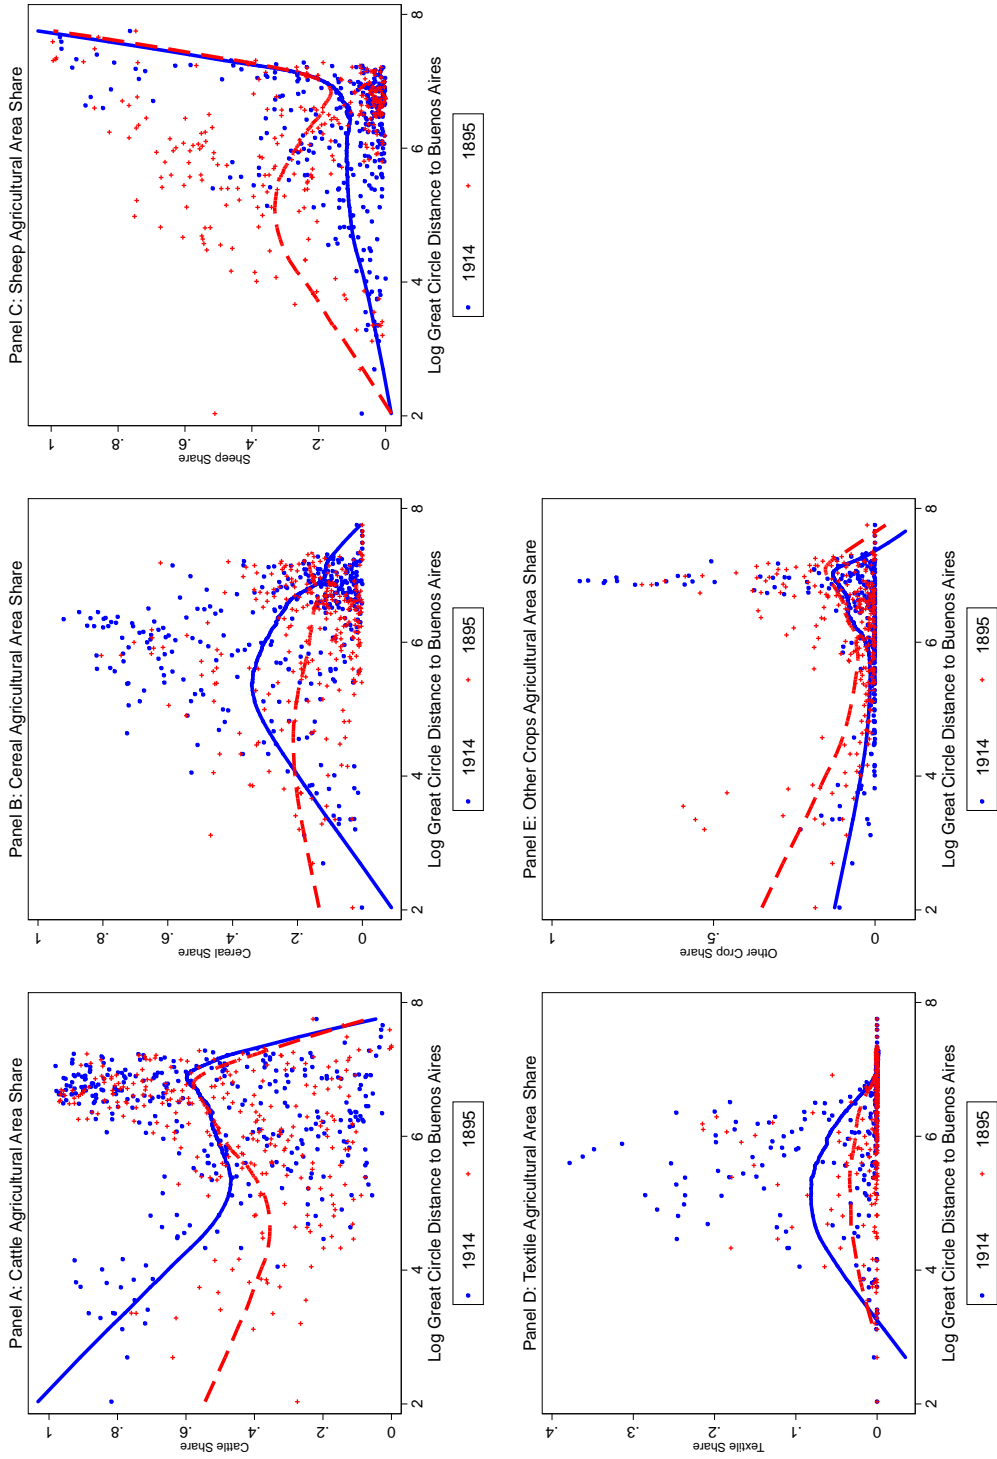 Panel A: Cattle Agricultural Area Share
Cattle Share
0 .2 .4 .6 .8 1
2 4 6 8
Log Great Circle Distance to Buenos Aires
1914 1895
Panel B: Cereal Agricultural Area Share
Cereal Share
0 .2 .4 .6 .8 1
2 4 6 8
Log Great Circle Distance to Buenos Aires
1914 1895
Panel C: Sheep Agricultural Area Share
Sheep Share
0 .2 .4 .6 .8 1
2 4 6 8
Log Great Circle Distance to Buenos Aires
1914 1895
Panel D: Textile Agricultural Area Share
Textile Share
0 .1 .2 .3 .4
2 4 6 8
Log Great Circle Distance to Buenos Aires
1914 1895
Panel E: Other Crops Agricultural Area Share
Other Crop Share
0 .5 1
2 4 6 8
Log Great Circle Distance to Buenos Aires
1914 1895